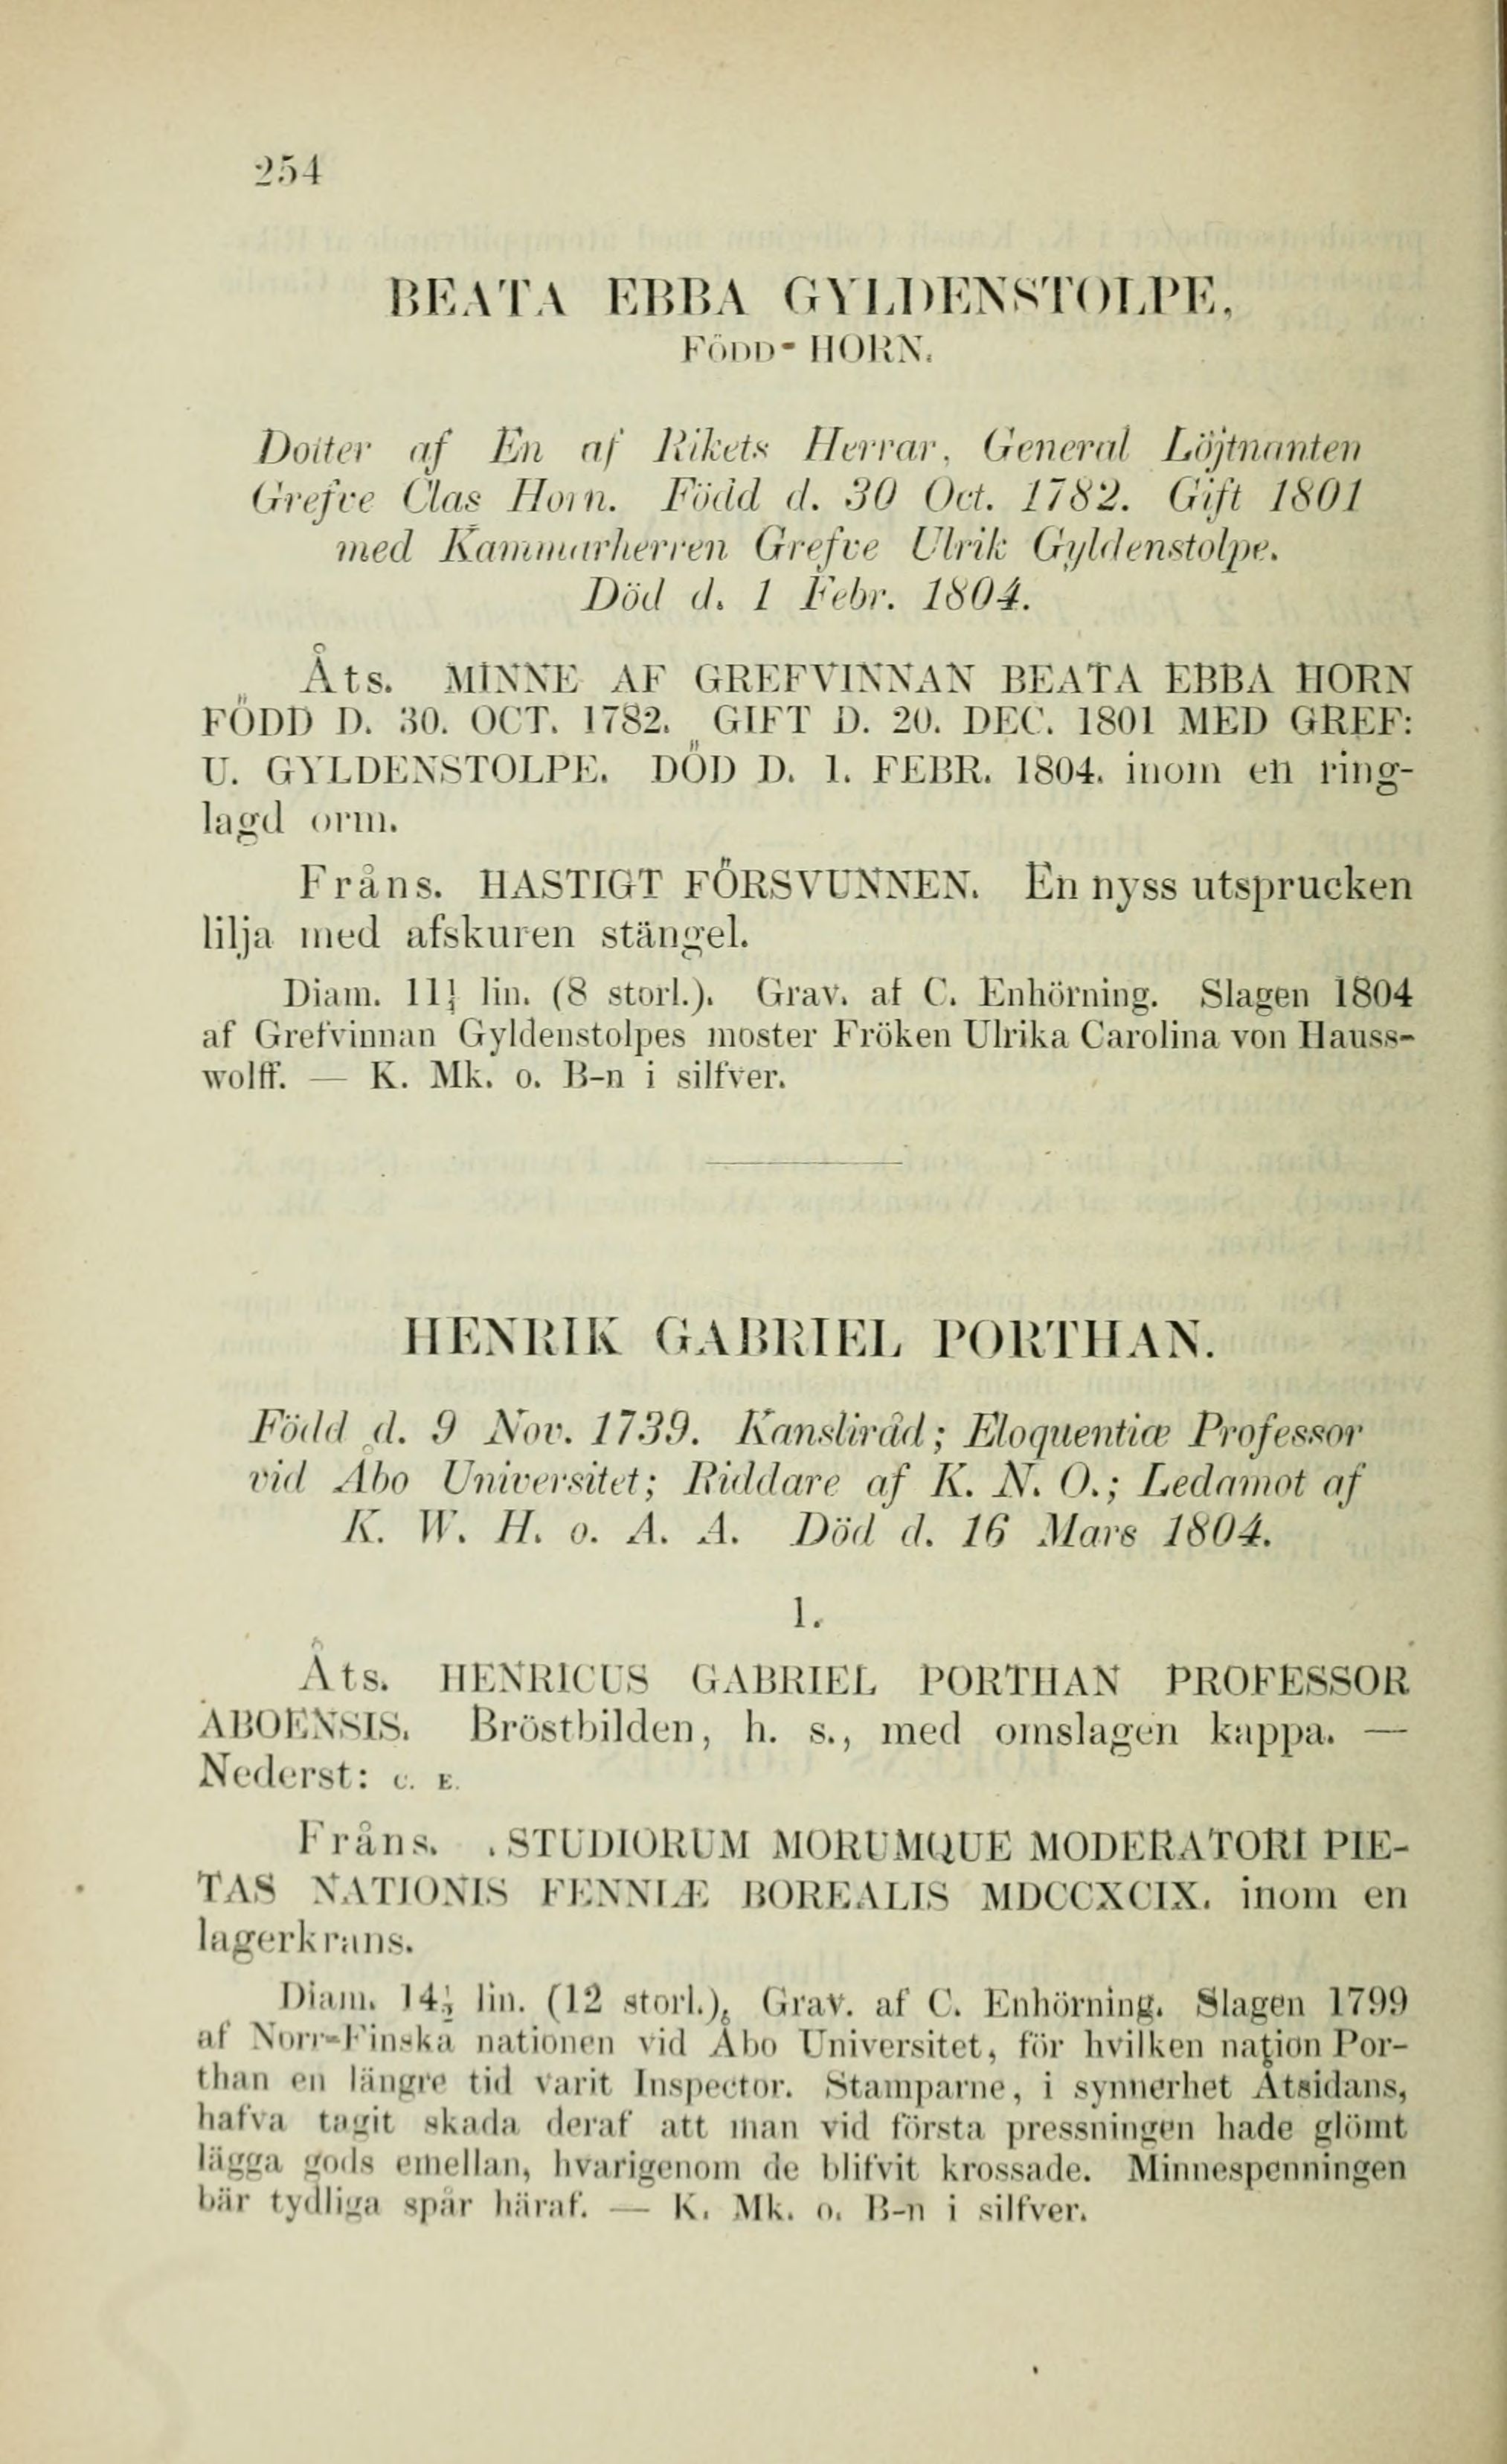 254
BEATA EBBA GYLDENSTOLPE,
FÖDD HORN.
Dotter af En af Rikets Herrar, General Löjtnanten
Grefve Clas Horn. Född d. 30 Oct. 1782. Gift 1801
med Kammarherren Grefve Ulrik Gyldenstolpe.
Död d. 1 Febr. 1804.
Åts. MINNE AF GREFVINNAN BEATA EBBA HORN
FÖDD D. 30. OCT. 1782. GIFT D. 20. DEC. 1801 MED GREF:
U. GYLDENSTOLPE. DÖD D. 1. FEBR. 1804. inom en ring-
lagd orm.
Fråns. HASTIGT FÖRSVUNNEN. En nyss utsprucken
lilja med afskuren stängel.
Diam. lin. (8 storl.). Grav. af C. Enhörning. Slagen 1804
af Grefvinnan Gyldenstolpes moster Fröken Ulrika Carolina von Hauss-
wolff. — K. Mk. o. B-n i silfver.
HENRIK GABRIEL PORTHAN.
Född d. 9 Nov. 1739. Kansliråd; Eloquentiæ Professor
vid Åbo Universitet; Riddare af K. N. O.; Ledamot af
K. W. H. o. A. A. Död d. 16 Mars 1804.
1.
Åts. HENRICUS GABRIEL PORTHAN PROFESSOR
ABOENSIS. Bröstbilden, h. s., med omslagen kappa. —
Nederst: C. E.
Fråns. STUDIORUM MORUMQUE MODERATORI PIE-
TAS NATIONIS FENNIÆ BOREALIS MDCCXCIX. inom en
lagerkrans.
Diam. lin. (12 storl.). Grav. af C. Enhörning. Slagen 1799
af Norr-Finska nationen vid Åbo Universitet, för hvilken nation Por-
than en längre tid varit Inspector. Stamparne, i synnerhet Åtsidans,
hafva tagit skada deraf att man vid första pressningen hade glömt
lägga gods emellan, hvarigenom de blifvit krossade. Minnespenningen
bär tydliga spår häraf. — K. Mk. o. B-n i silfver.